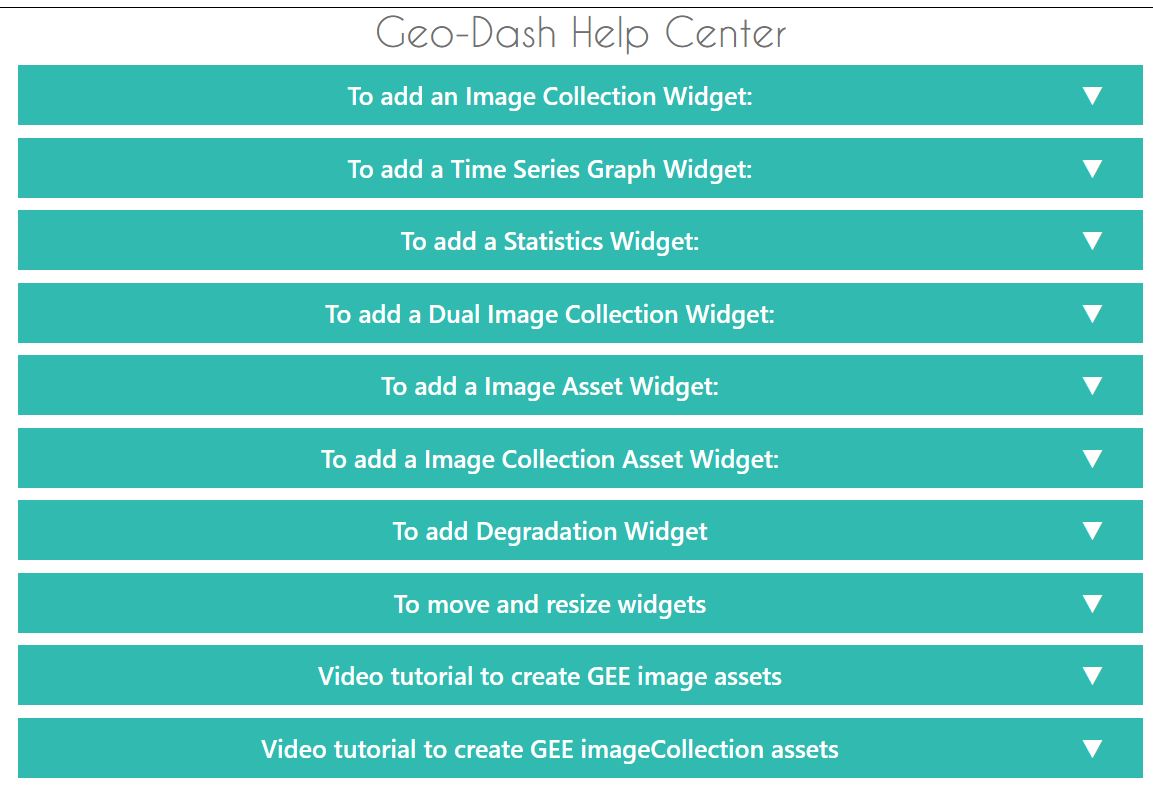 Geo-Dash Help Center
To add an Image Collection Widget:
To add a Time Series Graph Widget:
To add a Statistics Widget:
To add a Dual Image Collection Widget:
To add a Image Asset Widget:
To add a Image Collection Asset Widget:
To add Degradation Widget
To move and resize widgets
Video tutorial to create GEE image assets
Video tutorial to create GEE imageCollection assets